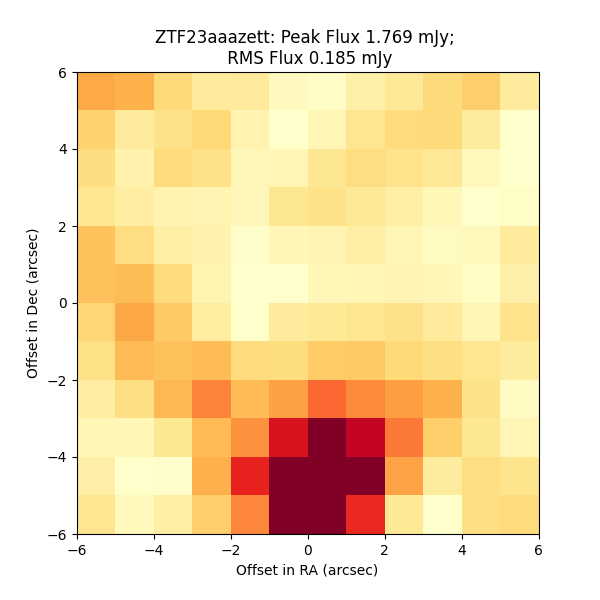 ZTF23aaazett: Peak Flux 1.769 mJy;
RMS Flux 0.185 mJy
6
4
2
0
−2
−4
−6
Offset in Dec (arcsec)
−6 −4 −2 0 2 4 6
Offset in RA (arcsec)